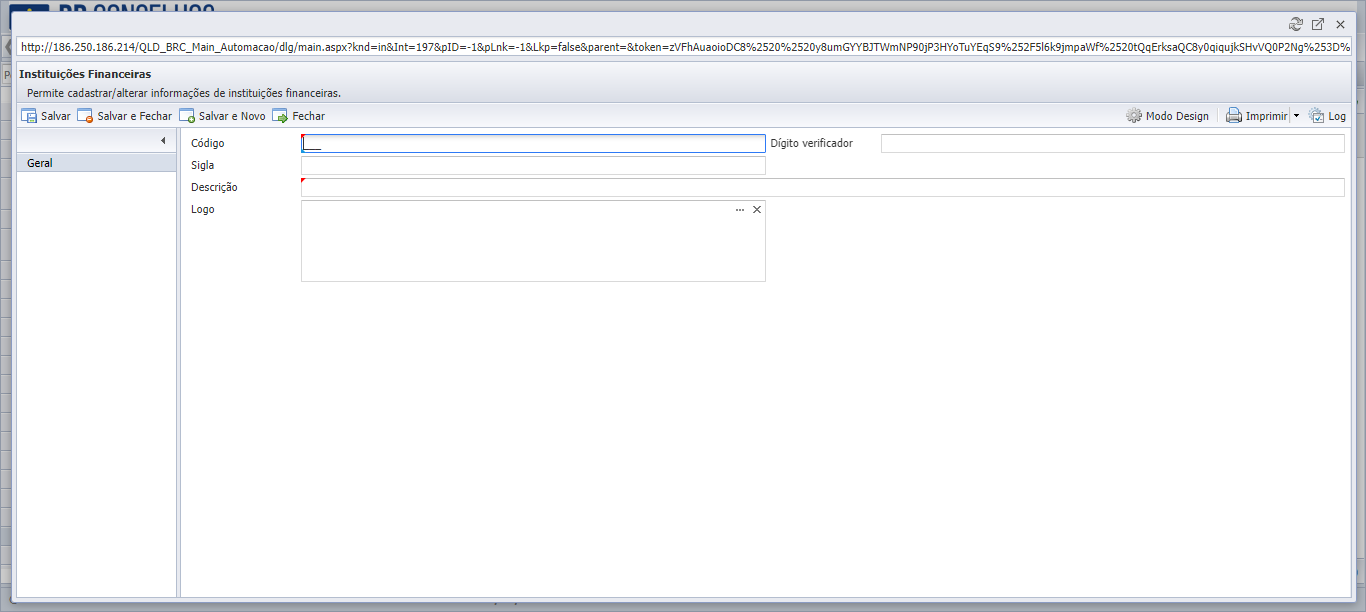 http://186.250.186.214/QLD_BRC_Main_Automacao/dlg/main.aspx?knd=in&Int=197&pID=-1&pLnk=-1&Lkp=false&parent=&token=zVFhAuaoioDC8%2520%2520y8umGYYBJTWmNP90jP3HYoTuYEqS9%252F5l6k9jmpaWf%2520tQqErksaQC8y0qiqujkSHvVQ0P2Ng%253D%
Instituições Financeiras
Permite cadastrar/alterar informações de instituições financeiras.
Salvar Salvar e Fechar Salvar e Novo Fechar Modo Design Imprimir Log
Geral
Código Dígito verificador
Sigla
Descrição
Logo